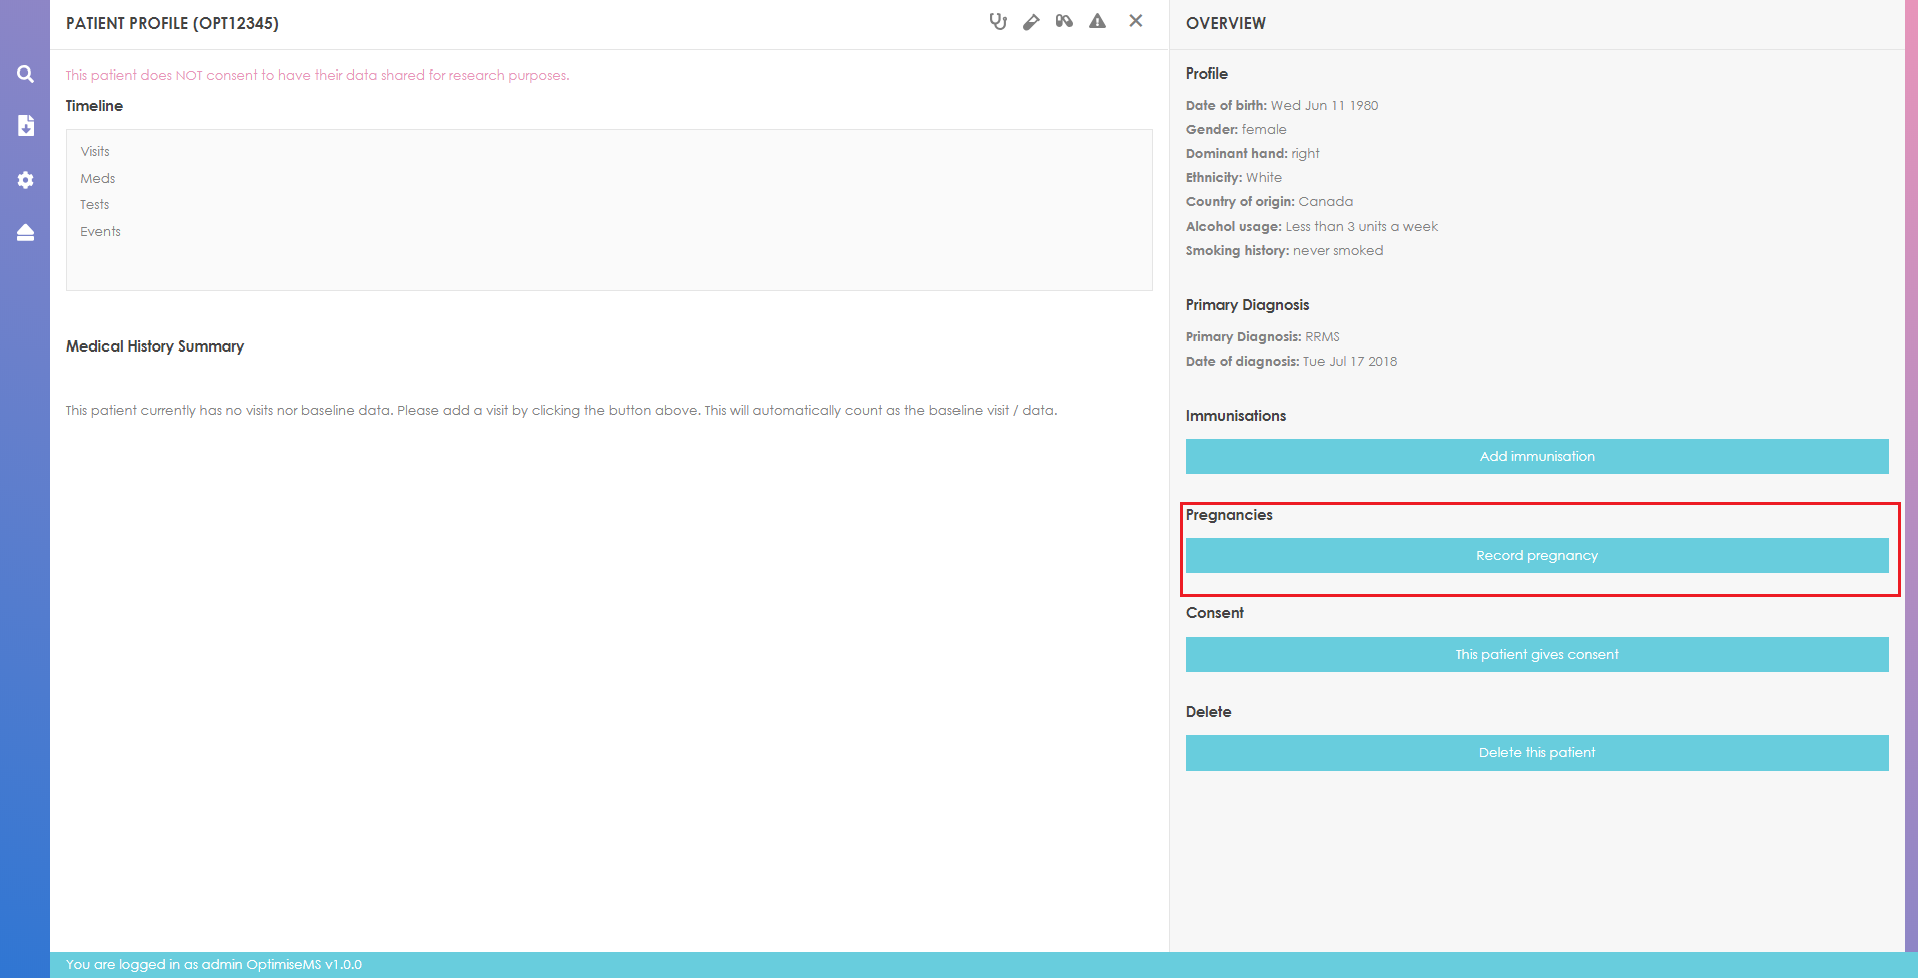 PATIENT PROFILE (OPT12345)
This patient does NOT consent to have their data shared for research purposes.
Timeline
Visits
Meds
Tests
Events
Medical History Summary
This patient currently has no visits nor baseline data. Please add a visit by clicking the button above. This will automatically count as the baseline visit / data.
OVERVIEW
Profile
Date of birth: Wed Jun 11 1980
Gender: female
Dominant hand: right
Ethnicity: White
Country of origin: Canada
Alcohol usage: Less than 3 units a week
Smoking history: never smoked
Primary Diagnosis
Primary Diagnosis: RRMS
Date of diagnosis: Tue Jul 17 2018
Immunisations
Add immunisation
Pregnancies
Record pregnancy
Consent
This patient gives consent
Delete
Delete this patient
You are logged in as admin OptimiseMS v1.0.0